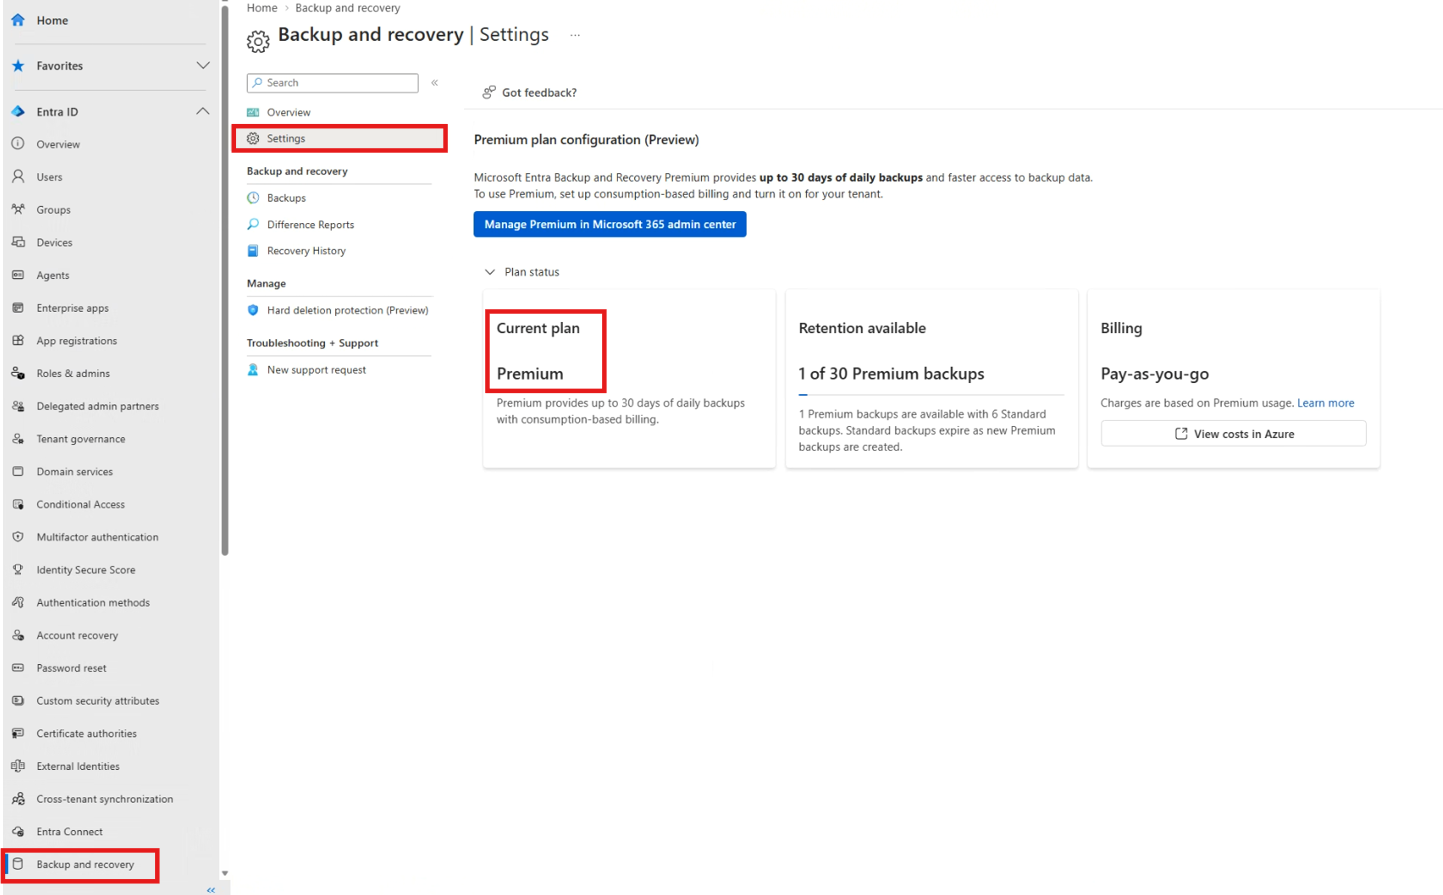 Home
Favorites
Entra ID
Overview
Users
Groups
Devices
Agents
Enterprise apps
App registrations
Roles & admins
Delegated admin partners
Tenant governance
Domain services
Conditional Access
Multifactor authentication
Identity Secure Score
Authentication methods
Account recovery
Password reset
Custom security attributes
Certificate authorities
External Identities
Cross-tenant synchronization
Entra Connect
Backup and recovery
Home > Backup and recovery
Backup and recovery | Settings ...
Search
Overview
Settings
Backup and recovery
Backups
Difference Reports
Recovery History
Manage
Hard deletion protection (Preview)
Troubleshooting + Support
New support request
Got feedback?
Premium plan configuration (Preview)
Microsoft Entra Backup and Recovery Premium provides up to 30 days of daily backups and faster access to backup data.
To use Premium, set up consumption-based billing and turn it on for your tenant.
Manage Premium in Microsoft 365 admin center
Plan status
Current plan
Premium
Premium provides up to 30 days of daily backups
with consumption-based billing.
Retention available
1 of 30 Premium backups
1 Premium backups are available with 6 Standard
backups. Standard backups expire as new Premium
backups are created.
Billing
Pay-as-you-go
Charges are based on Premium usage. Learn more
View costs in Azure